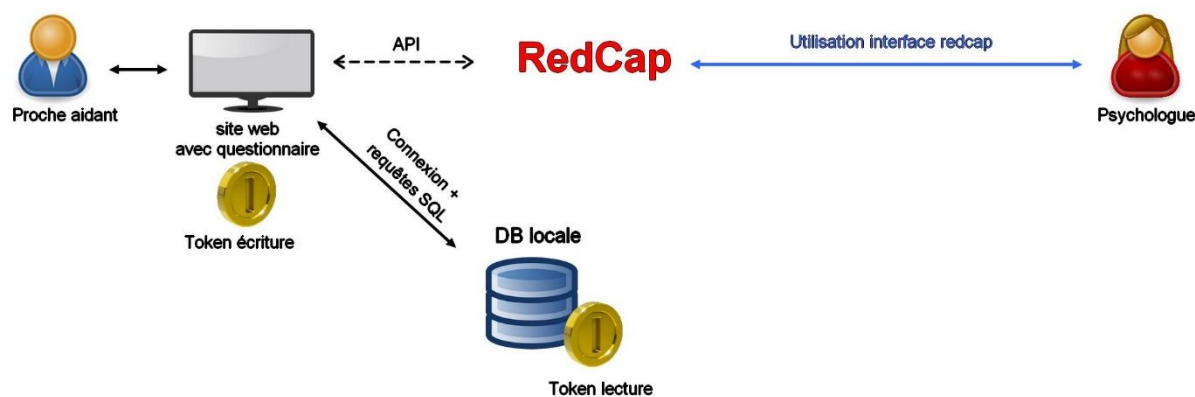 Proche aidant
site web
avec questionnaire
Token écriture
API
RedCap
Utilisation interface redcap
Psychologue
Connexion +
requêtes SQL
DB locale
Token lecture